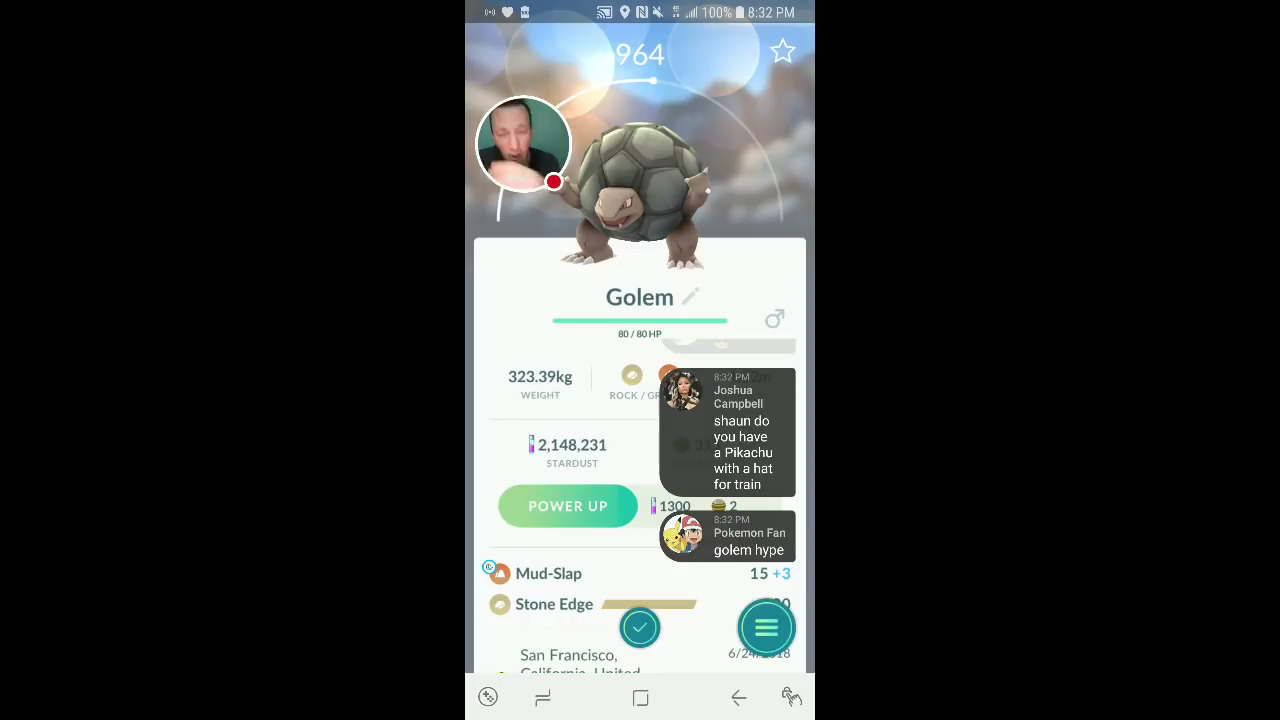 100% 8:32 PM
964
Golem
80 / 80 HP
323.39kg
WEIGHT
ROCK /
2,148,231
STARDUST
POWER UP
1300
2
8:32 PM
Joshua
Campbell
shaun do
you have
a Pikachu
with a hat
for train
8:32 PM
Pokemon Fan
golem hype
Mud-Slap
15 +3
Stone Edge
San Francisco,
California, United